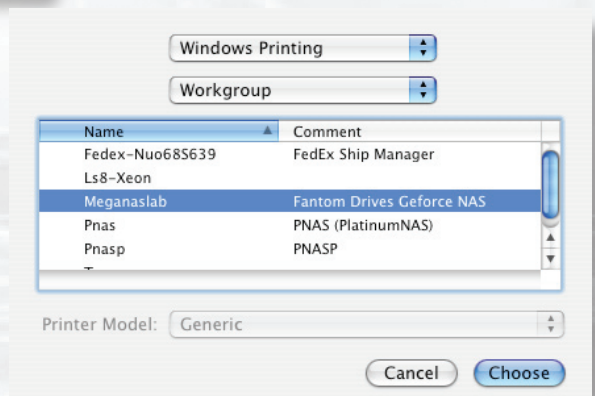 Windows Printing
Workgroup
Name Comment
Fedex-Nuo68S639 FedEx Ship Manager
Ls8-Xeon
Meganaslab Fantom Drives Geforce NAS
Pnas PNAS (PlatinumNAS)
Pnasp PNASP
Printer Model: Generic
Cancel Choose